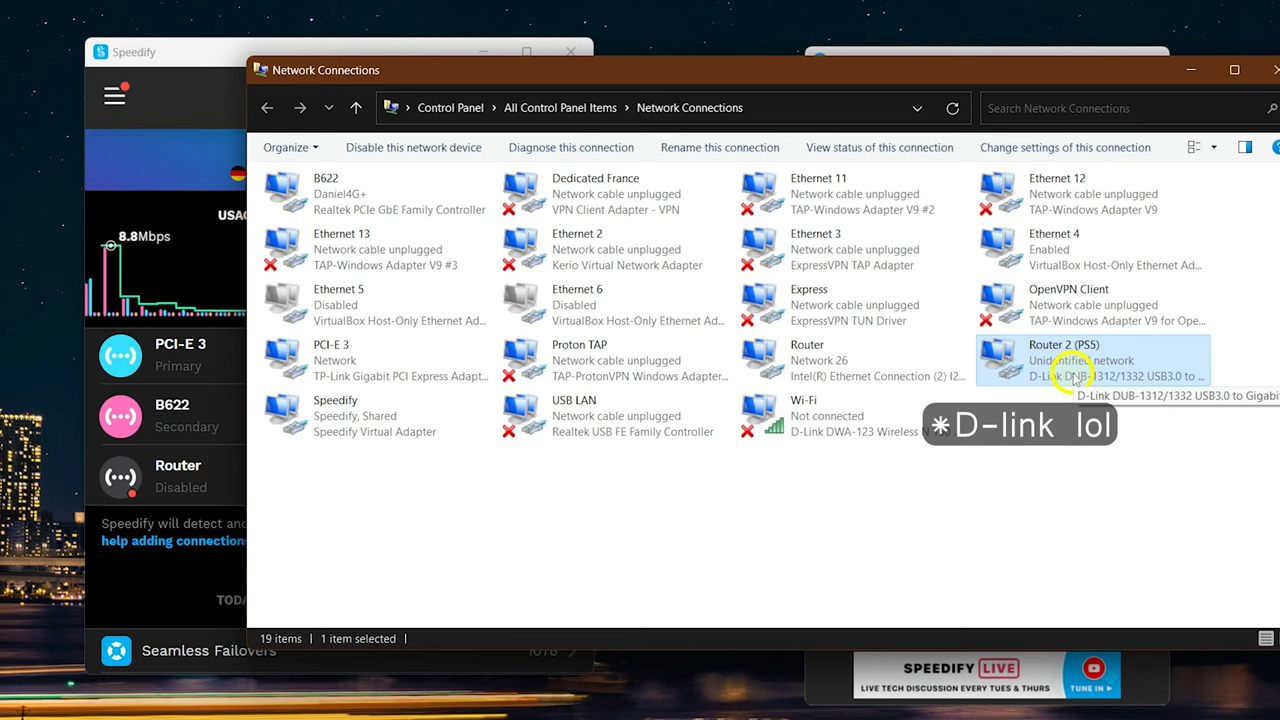 Speedify
Network Connections
Control Panel
All Control Panel Items
Network Connections
Search Network Connections
Organize
Disable this network device
Diagnose this connection
Rename this connection
View status of this connection
Change settings of this connection
B622
Daniel4G+
Realtek PCIe GbE Family Controller
Dedicated France
Network cable unplugged
VPN Client Adapter - VPN
Ethernet 11
Network cable unplugged
TAP-Windows Adapter V9 #2
Ethernet 12
Network cable unplugged
TAP-Windows Adapter V9
Ethernet 13
Network cable unplugged
TAP-Windows Adapter V9 #3
Ethernet 2
Network cable unplugged
Kerio Virtual Network Adapter
Ethernet 3
Network cable unplugged
ExpressVPN TAP Adapter
Ethernet 4
Enabled
VirtualBox Host-Only Ethernet Ad...
Ethernet 5
Disabled
VirtualBox Host-Only Ethernet Ad...
Ethernet 6
Disabled
VirtualBox Host-Only Ethernet Ad...
Express
Network cable unplugged
ExpressVPN TUN Driver
OpenVPN Client
Network cable unplugged
TAP-Windows Adapter V9 for Ope...
PCI-E 3
Network
TP-Link Gigabit PCI Express Adapt...
Proton TAP
Network cable unplugged
TAP-ProtonVPN Windows Adapter...
Router
Network 26
Intel(R) Ethernet Connection (2) I2...
Router 2 (PS5)
Unidentified network
D-Link DUB-1312/1332 USB3.0 to ...
D-Link DUB-1312/1332 USB3.0 to Gigabi
Speedify
Speedify, Shared
Speedify Virtual Adapter
USB LAN
Network cable unplugged
Realtek USB FE Family Controller
Wi-Fi
Not connected
D-Link DWA-123 Wireless N
*D-link lol
19 items
1 item selected
USAG
8.8Mbps
PCI-E 3
Primary
B622
Secondary
Router
Disabled
Speedify will detect and
help adding connections
TODA
Seamless Failovers
SPEEDIFY LIVE
LIVE TECH DISCUSSION EVERY TUES & THURS
TUNE IN